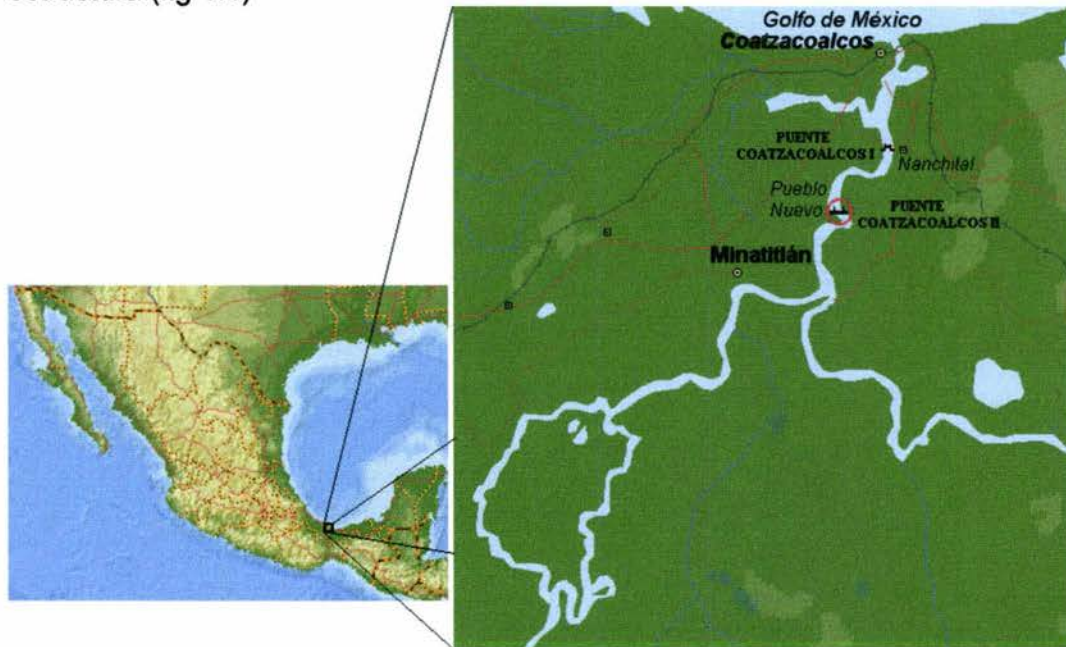 Golfo de México
Coatzacoalcos
PUENTE
COATZACOALCOS I
Nanchital
Pueblo
Nuevo
PUENTE
COATZACOALCOS II
Minatitlán